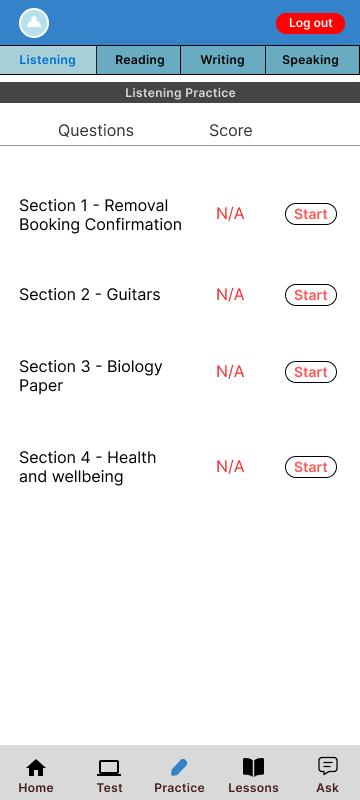 Log out
Listening Reading Writing Speaking
Listening Practice
Questions Score
Section 1 - Removal
Booking Confirmation N/A Start
Section 2 - Guitars N/A Start
Section 3 - Biology
Paper N/A Start
Section 4 - Health
and wellbeing N/A Start
Home Test Practice Lessons Ask